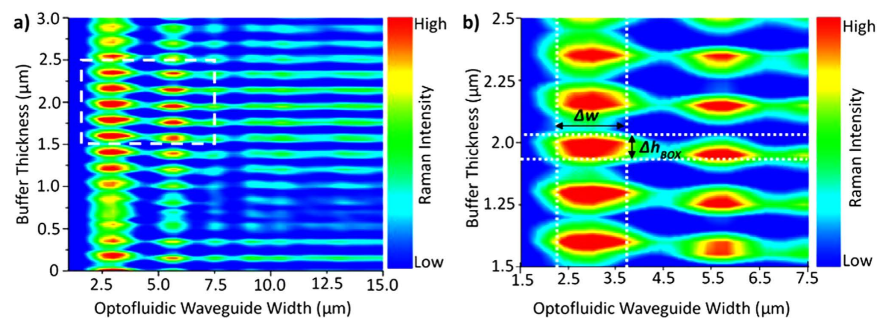 a)
3.0
2.5
2.0
1.5
1.0
0.5
0
Buffer Thickness (µm)
2.5 5.0 7.5 10.0 12.5 15.0
Optofluidic Waveguide Width (µm)
High
Raman Intensity
Low
b)
2.5
2.25
2.0
1.25
1.5
Buffer Thickness (µm)
Δw
Δh BOX
1.5 2.5 3.5 4.5 5.5 6.5 7.5
Optofluidic Waveguide Width (µm)
High
Raman Intensity
Low